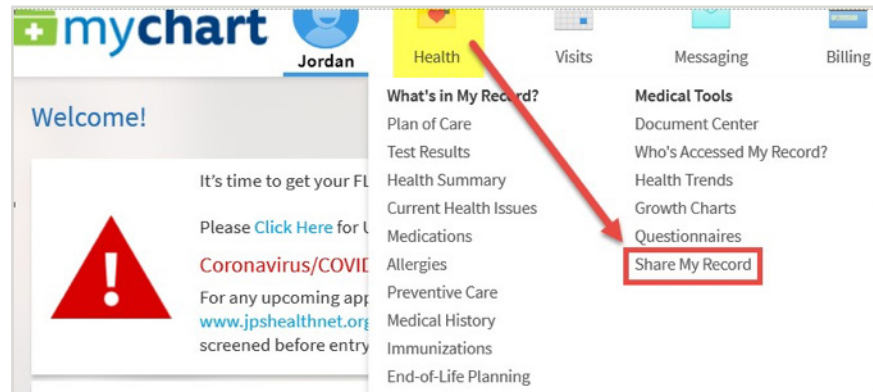 mychart
Jordan
Health
Visits
Messaging
Billing
Welcome!
It's time to get your FL
Please Click Here for U
Coronavirus/COVID
For any upcoming app
www.jpshealthnet.org
screened before entry
What's in My Record?
Plan of Care
Test Results
Health Summary
Current Health Issues
Medications
Allergies
Preventive Care
Medical History
Immunizations
End-of-Life Planning
Medical Tools
Document Center
Who's Accessed My Record?
Health Trends
Growth Charts
Questionnaires
Share My Record